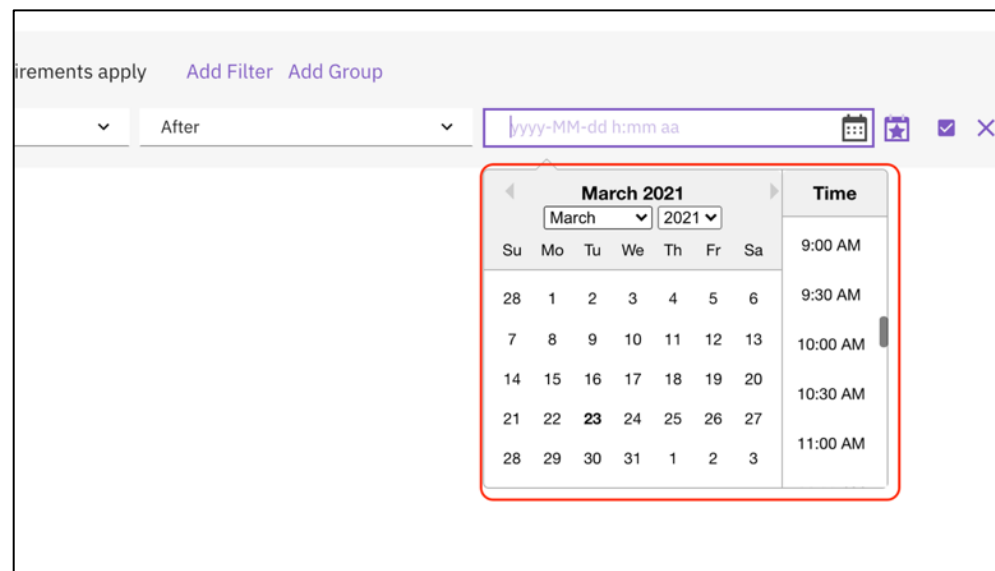 irements apply Add Filter Add Group
After
yyyy-MM-dd h:mm aa
March 2021
March 2021
Su Mo Tu We Th Fr Sa
28 1 2 3 4 5 6
7 8 9 10 11 12 13
14 15 16 17 18 19 20
21 22 23 24 25 26 27
28 29 30 31 1 2 3
Time
9:00 AM
9:30 AM
10:00 AM
10:30 AM
11:00 AM